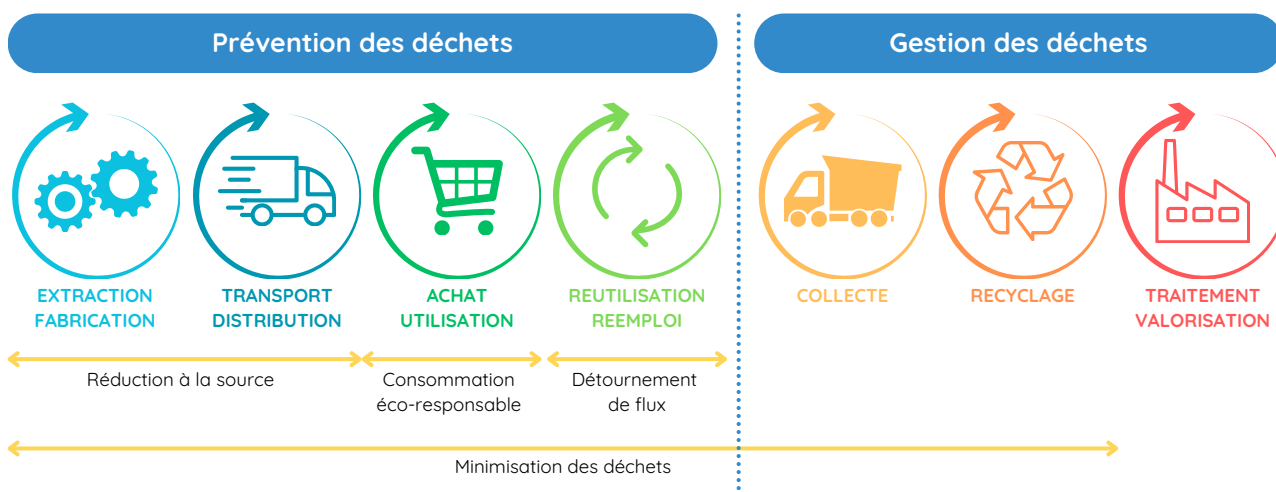 Prévention des déchets
Gestion des déchets
EXTRACTION
FABRICATION
TRANSPORT
DISTRIBUTION
ACHAT
UTILISATION
REUTILISATION
REEMPLOI
COLLECTE
RECYCLAGE
TRAITEMENT
VALORISATION
Réduction à la source
Consommation
éco-responsable
Détournement
de flux
Minimisation des déchets